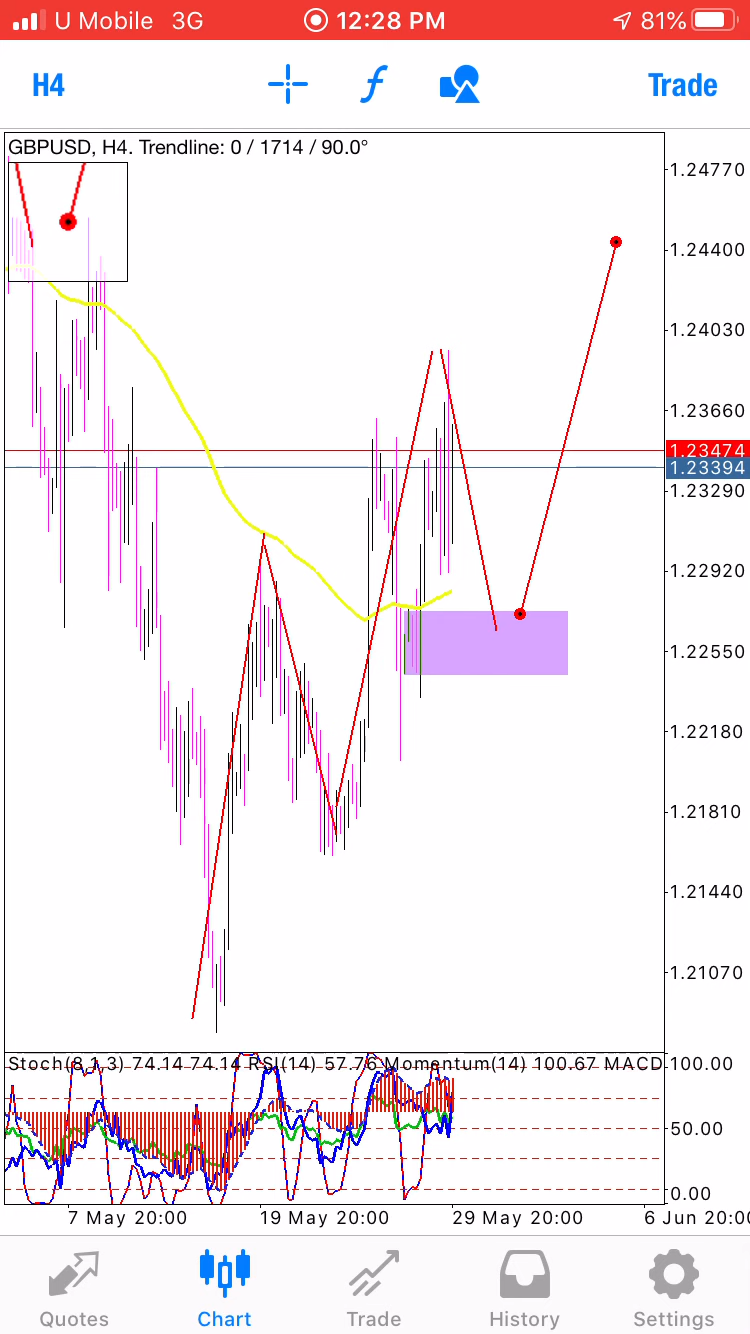 U Mobile 3G 12:28 PM 81%
H4 Trade
GBPUSD, H4. Trendline: 0 / 1714 / 90.0°
1.24770
1.24400
1.24030
1.23660
1.23474
1.23394
1.23290
1.22920
1.22550
1.22180
1.21810
1.21440
1.21070
Stoch(8,1,3) 74.14 74.14 RSI(14) 57.76 Momentum(14) 100.67 MACD
100.00
50.00
0.00
7 May 20:00 19 May 20:00 29 May 20:00 6 Jun 20:00
Quotes Chart Trade History Settings